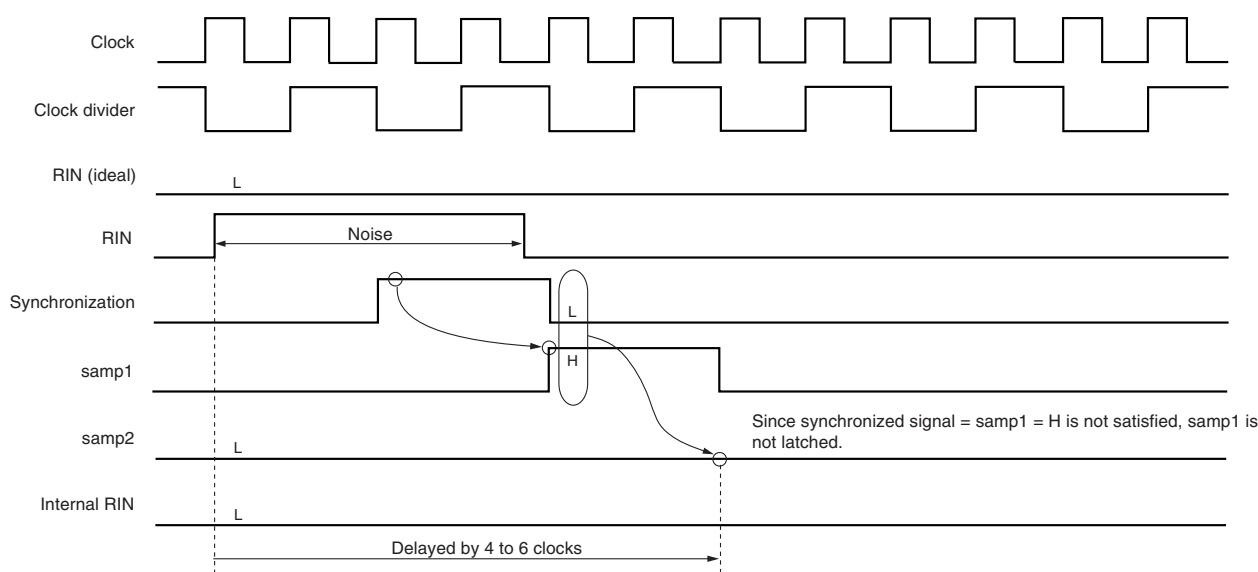 Clock
Clock divider
RIN (ideal)
L
RIN
Noise
Synchronization
L
samp1
H
Since synchronized signal = samp1 = H is not satisfied, samp1 is
not latched.
samp2
L
Internal RIN
L
Delayed by 4 to 6 clocks